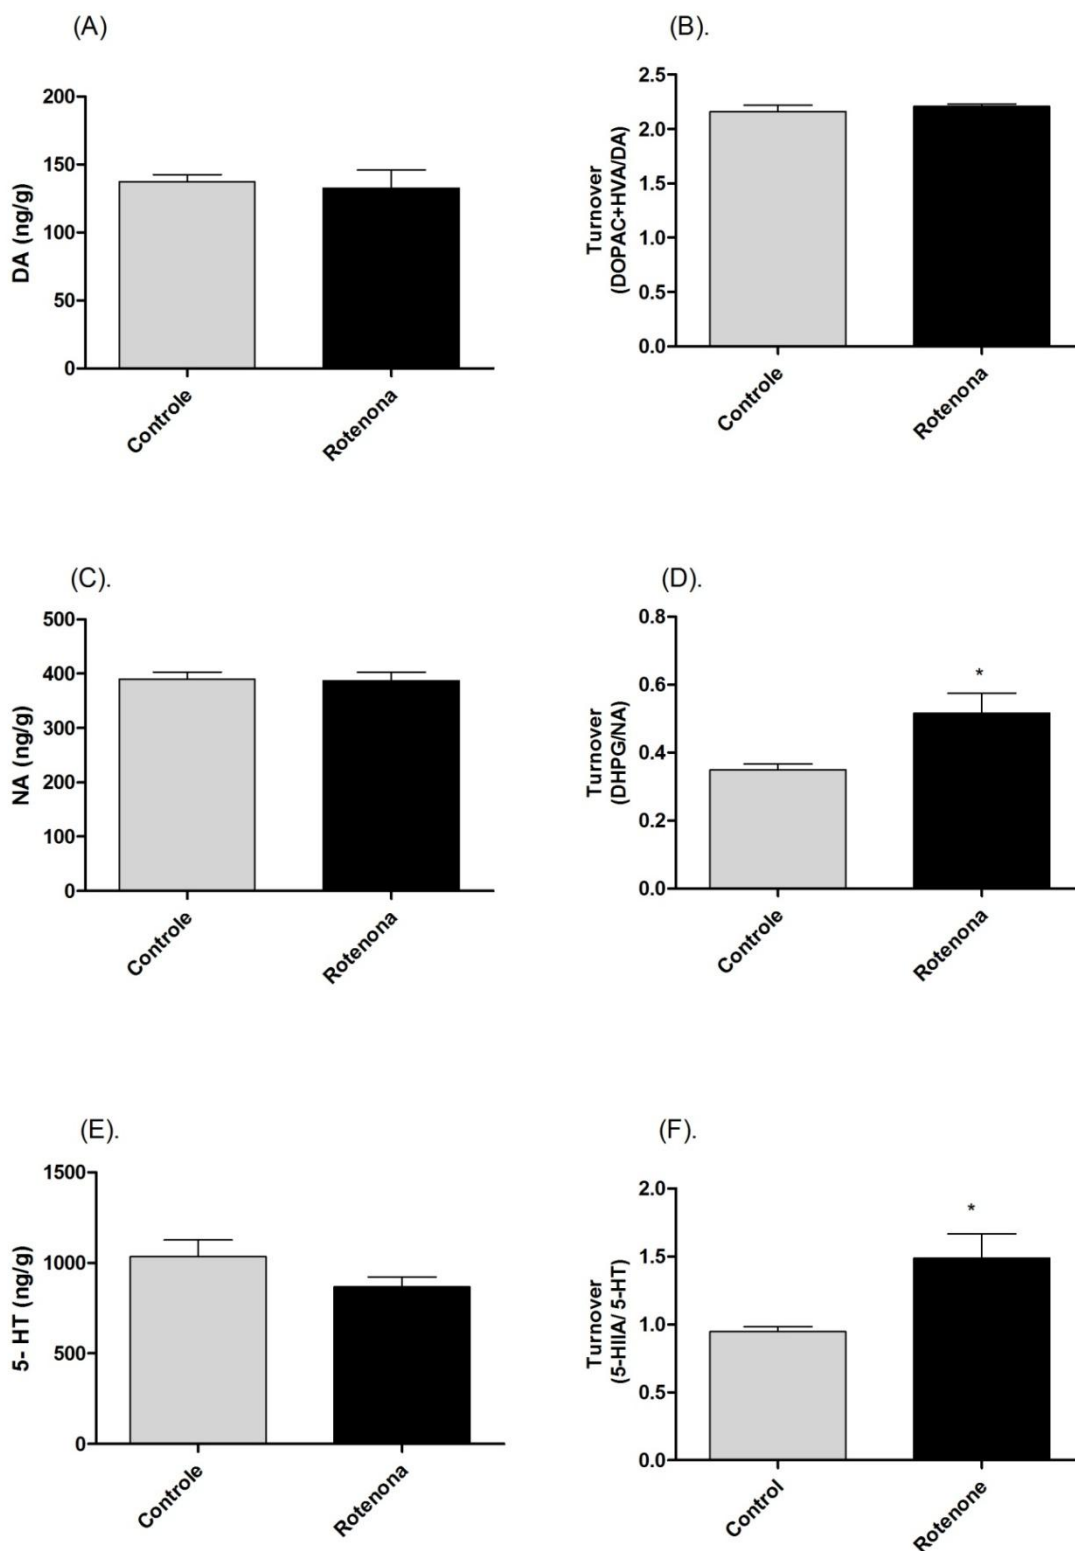 (A)
200
150
100
50
0
DA (ng/g)
Controle
Rotenona
(B).
2.5
2.0
1.5
1.0
0.5
0.0
Turnover
(DOPAC+HVA/DA)
Controle
Rotenona
(C).
500
400
300
200
100
0
NA (ng/g)
Controle
Rotenona
(D).
0.8
0.6
0.4
0.2
0.0
Turnover
(DHPG/NA)
*
Controle
Rotenona
(E).
1500
1000
500
0
5- HT (ng/g)
Controle
Rotenona
(F).
2.0
1.5
1.0
0.5
0.0
Turnover
(5-HIIA/ 5-HT)
*
Control
Rotenone